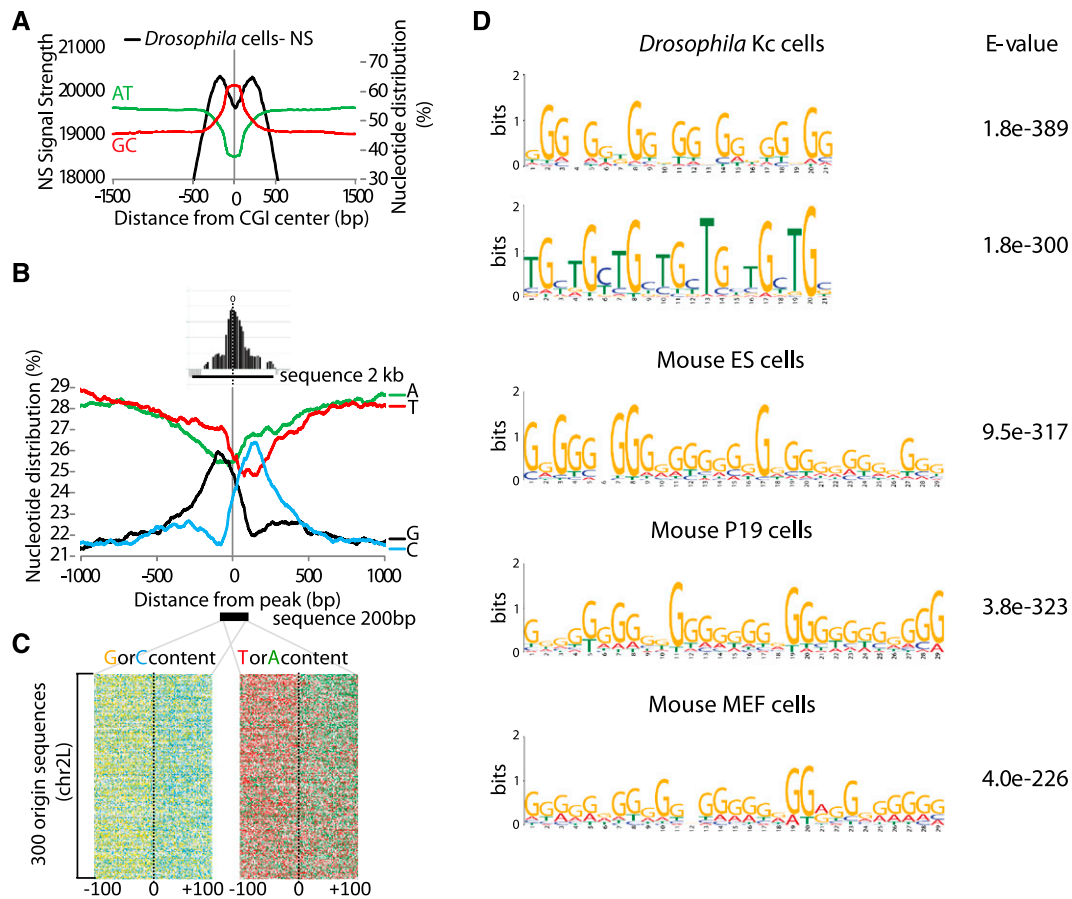 A
Drosophila cells- NS
NS Signal Strength
21000
20000
19000
18000
AT
GC
-70
-60
-50
-40
-30
Nucleotide distribution
(%)
-1500
-500
0
500
1500
Distance from CGI center (bp)
B
0
sequence 2 kb
Nucleotide distribution (%)
29
28
26
25
24
22
21
A
T
G
C
-1000
-500
0
500
1000
Distance from peak (bp)
sequence 200bp
C
GorCcontent
TorAcontent
300 origin sequences
(chr2L)
-100
0
+100
-100
0
+100
D
Drosophila Kc cells
E-value
bits
2
1
0
1.8e-389
bits
2
1
0
1.8e-300
Mouse ES cells
bits
2
1
0
9.5e-317
Mouse P19 cells
bits
2
1
0
3.8e-323
Mouse MEF cells
bits
2
1
0
4.0e-226